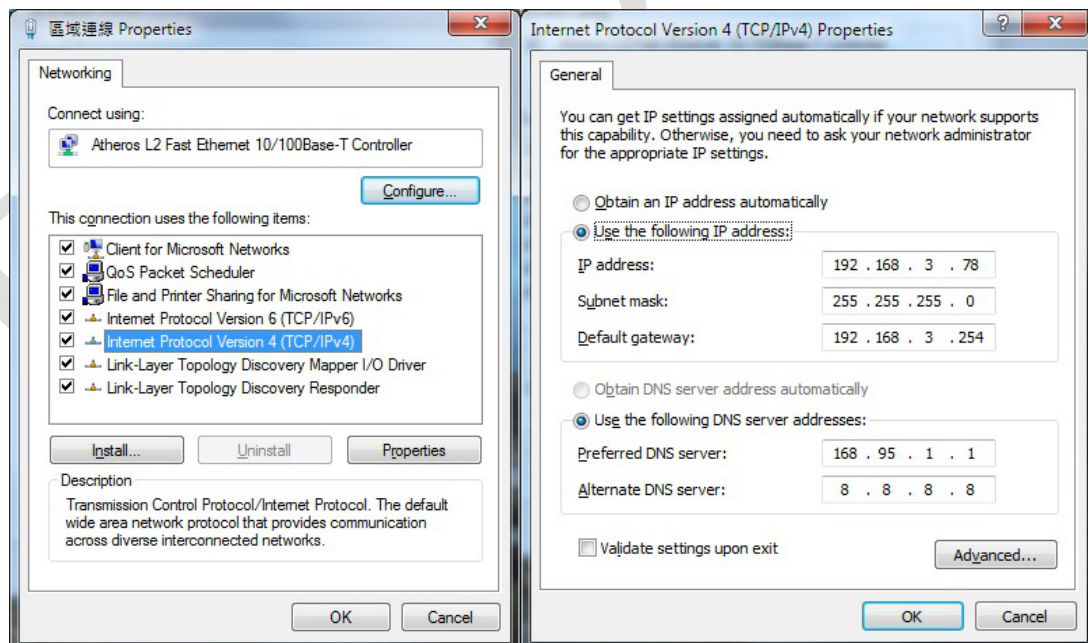 區域連線 Properties
Networking
Connect using:
Atheros L2 Fast Ethernet 10/100Base-T Controller
Configure...
This connection uses the following items:
Client for Microsoft Networks
QoS Packet Scheduler
File and Printer Sharing for Microsoft Networks
Internet Protocol Version 6 (TCP/IPv6)
Internet Protocol Version 4 (TCP/IPv4)
Link-Layer Topology Discovery Mapper I/O Driver
Link-Layer Topology Discovery Responder
Install...
Uninstall
Properties
Description
Transmission Control Protocol/Internet Protocol. The default
wide area network protocol that provides communication
across diverse interconnected networks.
OK
Cancel
Internet Protocol Version 4 (TCP/IPv4) Properties
General
You can get IP settings assigned automatically if your network supports
this capability. Otherwise, you need to ask your network administrator
for the appropriate IP settings.
Obtain an IP address automatically
Use the following IP address:
IP address: 192 . 168 . 3 . 78
Subnet mask: 255 . 255 . 255 . 0
Default gateway: 192 . 168 . 3 . 254
Obtain DNS server address automatically
Use the following DNS server addresses:
Preferred DNS server: 168 . 95 . 1 . 1
Alternate DNS server: 8 . 8 . 8 . 8
Validate settings upon exit
Advanced...
OK
Cancel